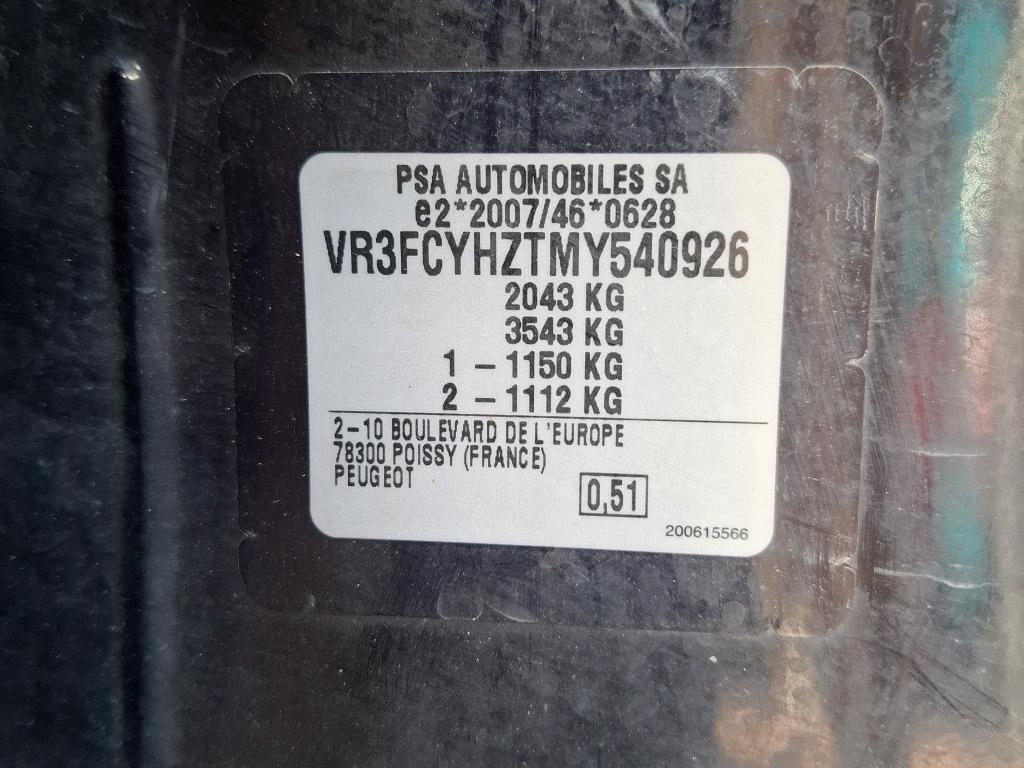 PSA AUTOMOBILES SA
e2*2007/46*0628
VR3FCYHZTMY540926
2043 KG
3543 KG
1 - 1150 KG
2 - 1112 KG
2-10 BOULEVARD DE L'EUROPE
78300 POISSY (FRANCE)
PEUGEOT
0,51
200615566